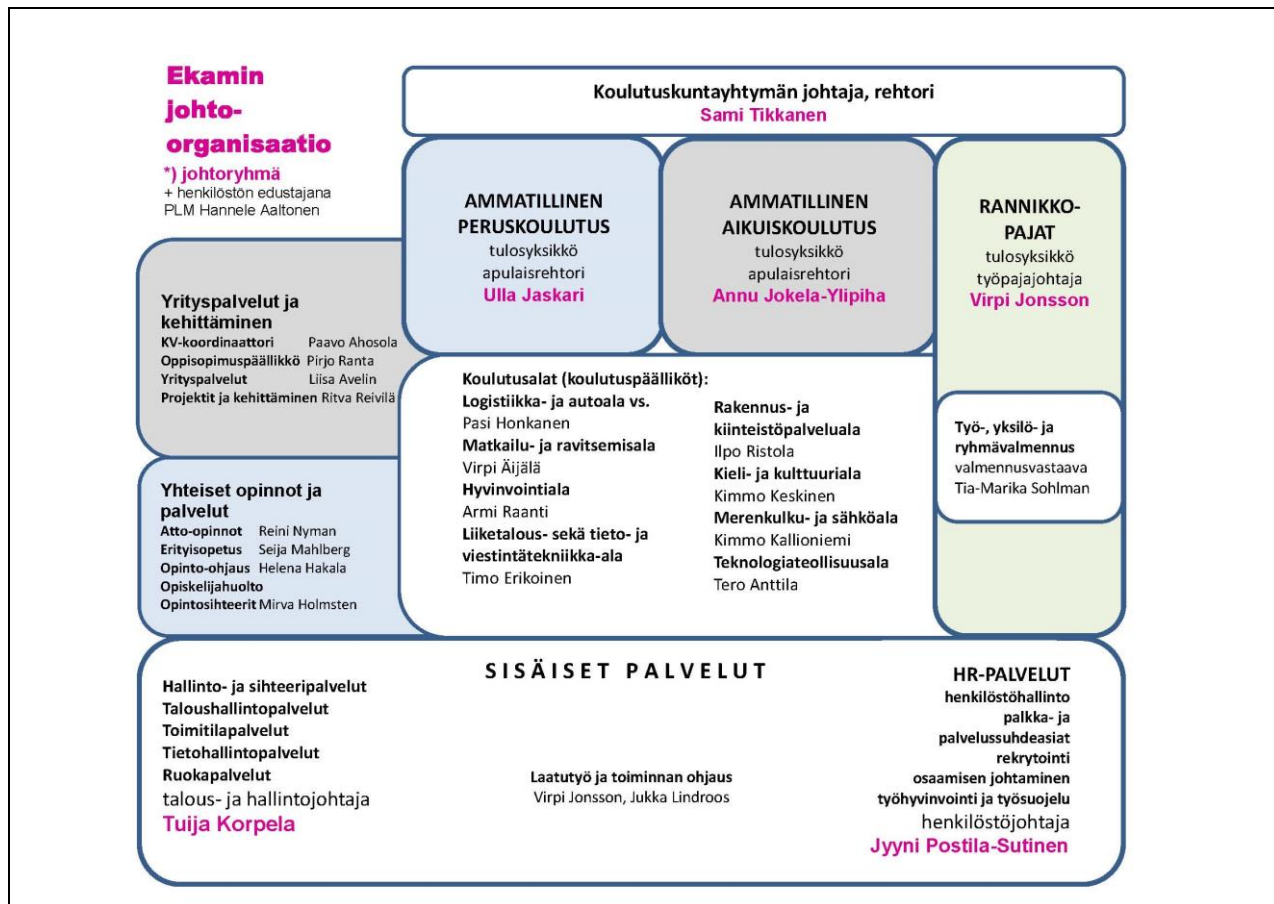 Ekamin
johto-
organisaatio
*) johtoryhmä
+ henkilöstön edustajana
PLM Hannele Aaltonen
Koulutuskuntayhtymän johtaja, rehtori
Sami Tikkanen
AMMATILLINEN
PERUSKOULUTUS
tulosyksikkö
apulaisrehtori
Ulla Jaskari
AMMATILLINEN
AIKUISKOULUTUS
tulosyksikkö
apulaisrehtori
Annu Jokela-Ylipiha
RANNIKKO-
PAJAT
tulosyksikkö
työpajajohtaja
Virpi Jonsson
Yrityspalvelut ja
kehittäminen
KV-koordinaattori Paavo Ahosola
Oppisopimuspäällikkö Pirjo Ranta
Yrityspalvelut Liisa Avelin
Projektit ja kehittäminen Ritva Reivilä
Yhteiset opinnot ja
palvelut
Atto-opinnot Reini Nyman
Erityisopetus Seija Mahlberg
Opinto-ohjaus Helena Hakala
Opiskelijahuolto
Opintosihteerit Mirva Holmsten
Koulutusalat (koulutuspäälliköt):
Logistiikka- ja autoala vs.
Pasi Honkanen
Matkailu- ja ravitsemisala
Virpi Äijälä
Hyvinvointiala
Armi Raanti
Liiketalous- sekä tieto- ja
viestintätekniikka-ala
Timo Erikoinen
Rakennus- ja
kiinteistöpalveluala
Ilpo Ristola
Kieli- ja kulttuuriala
Kimmo Keskinen
Merenkulku- ja sähköala
Kimmo Kallioniemi
Teknologiateollisuusala
Tero Anttila
Työ-, yksilö- ja
ryhmävalmennus
valmennusvastaava
Tia-Marika Sohlman
SISÄISET PALVELUT
Hallinto- ja sihteeripalvelut
Taloushallintopalvelut
Toimitilapalvelut
Tietohallintopalvelut
Ruokapalvelut
talous- ja hallintojohtaja
Tuija Korpela
Laatutyö ja toiminnan ohjaus
Virpi Jonsson, Jukka Lindroos
HR-PALVELUT
henkilöstöhallinto
palkka- ja
palvelussuhdeasiat
rekrytointi
osaamisen johtaminen
työhyvinvointi ja työsuojelu
henkilöstöjohtaja
Jyyni Postila-Sutinen